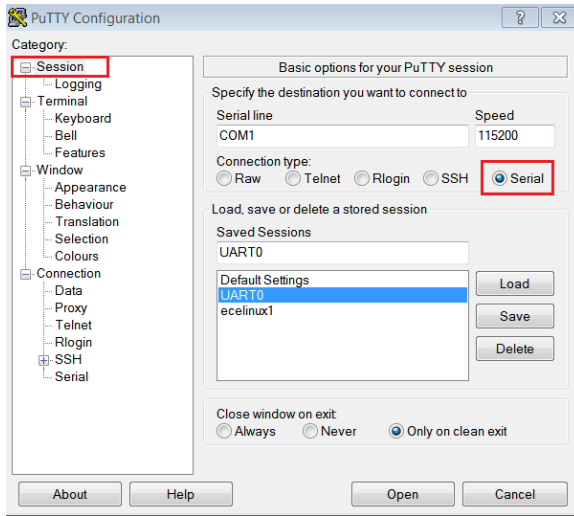 PuTTY Configuration
Category:
Session
Logging
Terminal
Keyboard
Bell
Features
Window
Appearance
Behaviour
Translation
Selection
Colours
Connection
Data
Proxy
Telnet
Rlogin
SSH
Serial
Basic options for your PuTTY session
Specify the destination you want to connect to
Serial line Speed
COM1 115200
Connection type:
Raw Telnet Rlogin SSH Serial
Load, save or delete a stored session
Saved Sessions
UART0
Default Settings
UART0
ecelinux1
Load
Save
Delete
Close window on exit:
Always Never Only on clean exit
About Help Open Cancel